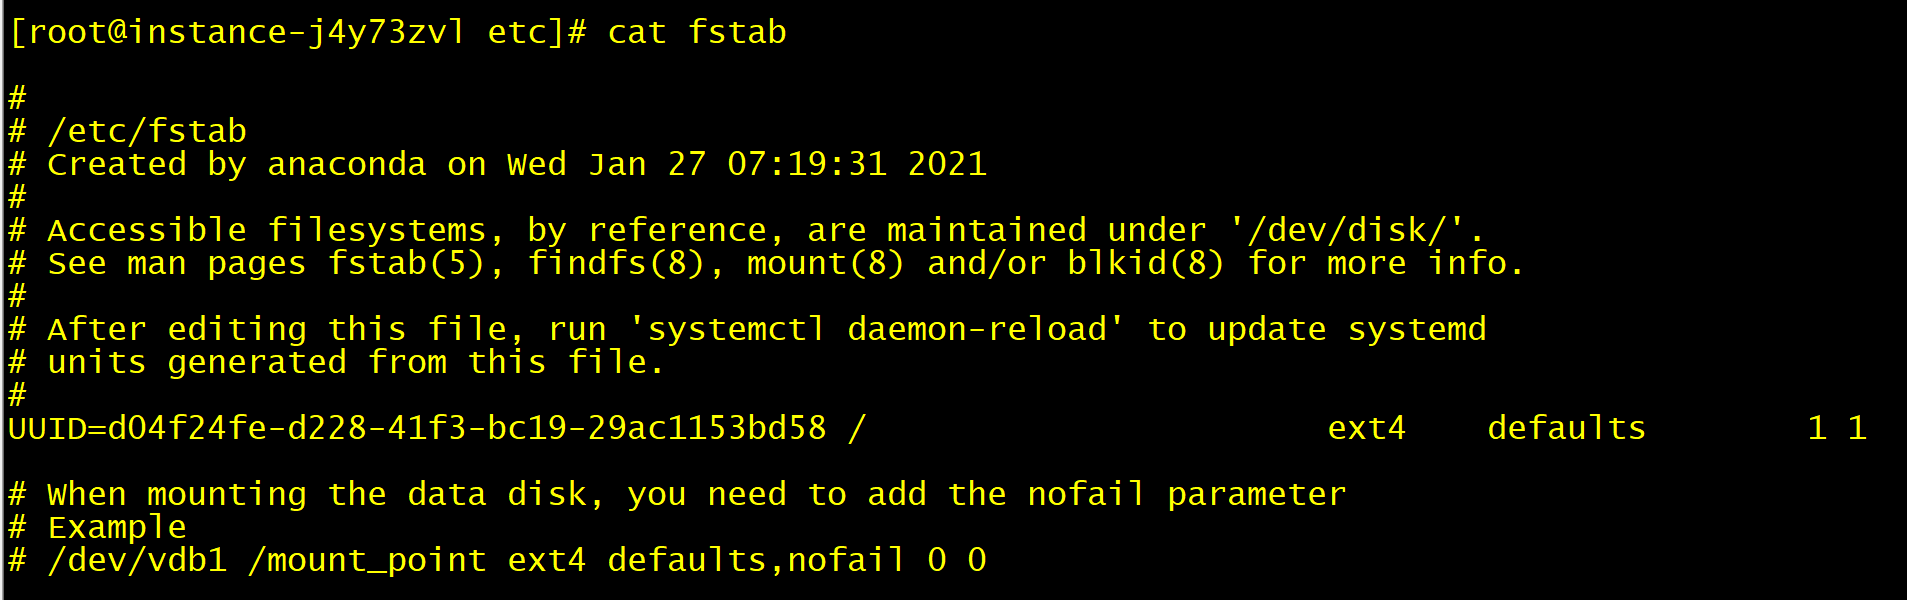 [root@instance-j4y73zvl etc]# cat fstab
#
# /etc/fstab
# Created by anaconda on Wed Jan 27 07:19:31 2021
#
# Accessible filesystems, by reference, are maintained under '/dev/disk/'.
# See man pages fstab(5), findfs(8), mount(8) and/or blkid(8) for more info.
#
# After editing this file, run 'systemctl daemon-reload' to update systemd
# units generated from this file.
#
UUID=d04f24fe-d228-41f3-bc19-29ac1153bd58 /                       ext4    defaults        1 1
# When mounting the data disk, you need to add the nofail parameter
# Example
# /dev/vdb1 /mount_point ext4 defaults,nofail 0 0